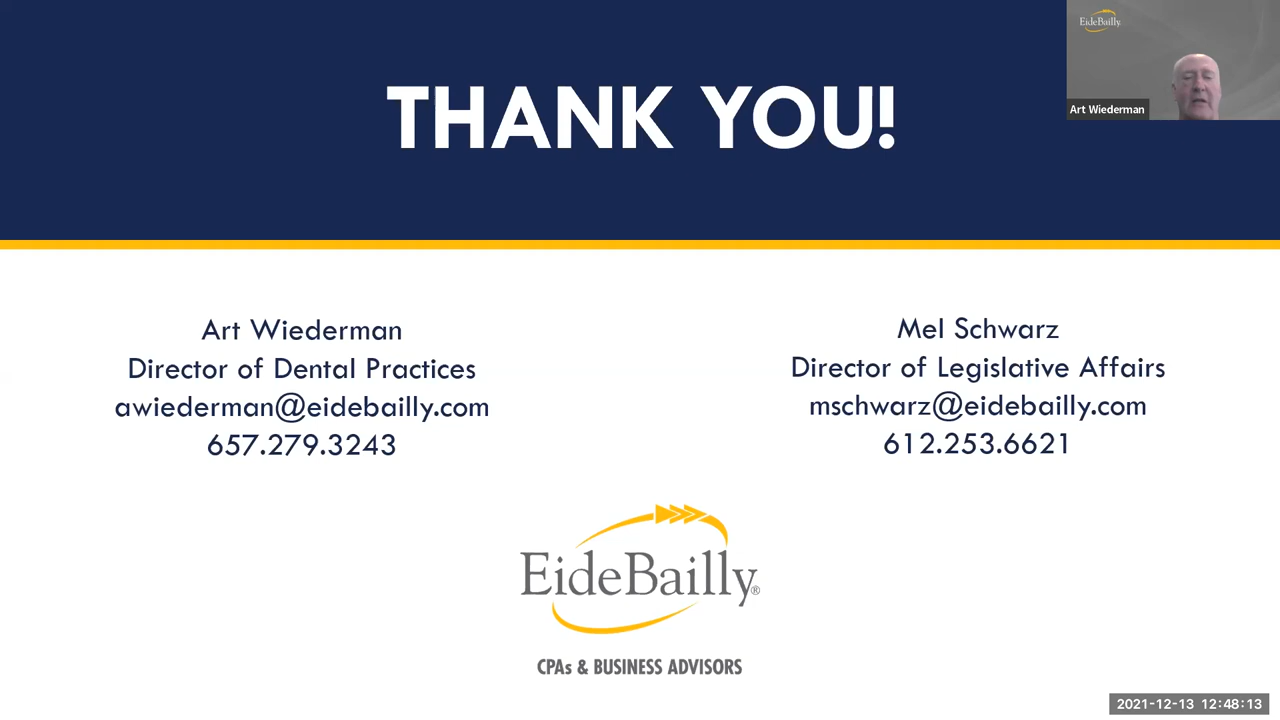 THANK YOU!
EideBailly
Art Wiederman
Art Wiederman
Director of Dental Practices
awiederman@eidebailly.com
657.279.3243
Mel Schwarz
Director of Legislative Affairs
mschwarz@eidebailly.com
612.253.6621
EideBailly®
CPAs & BUSINESS ADVISORS
2021-12-13 12:48:13